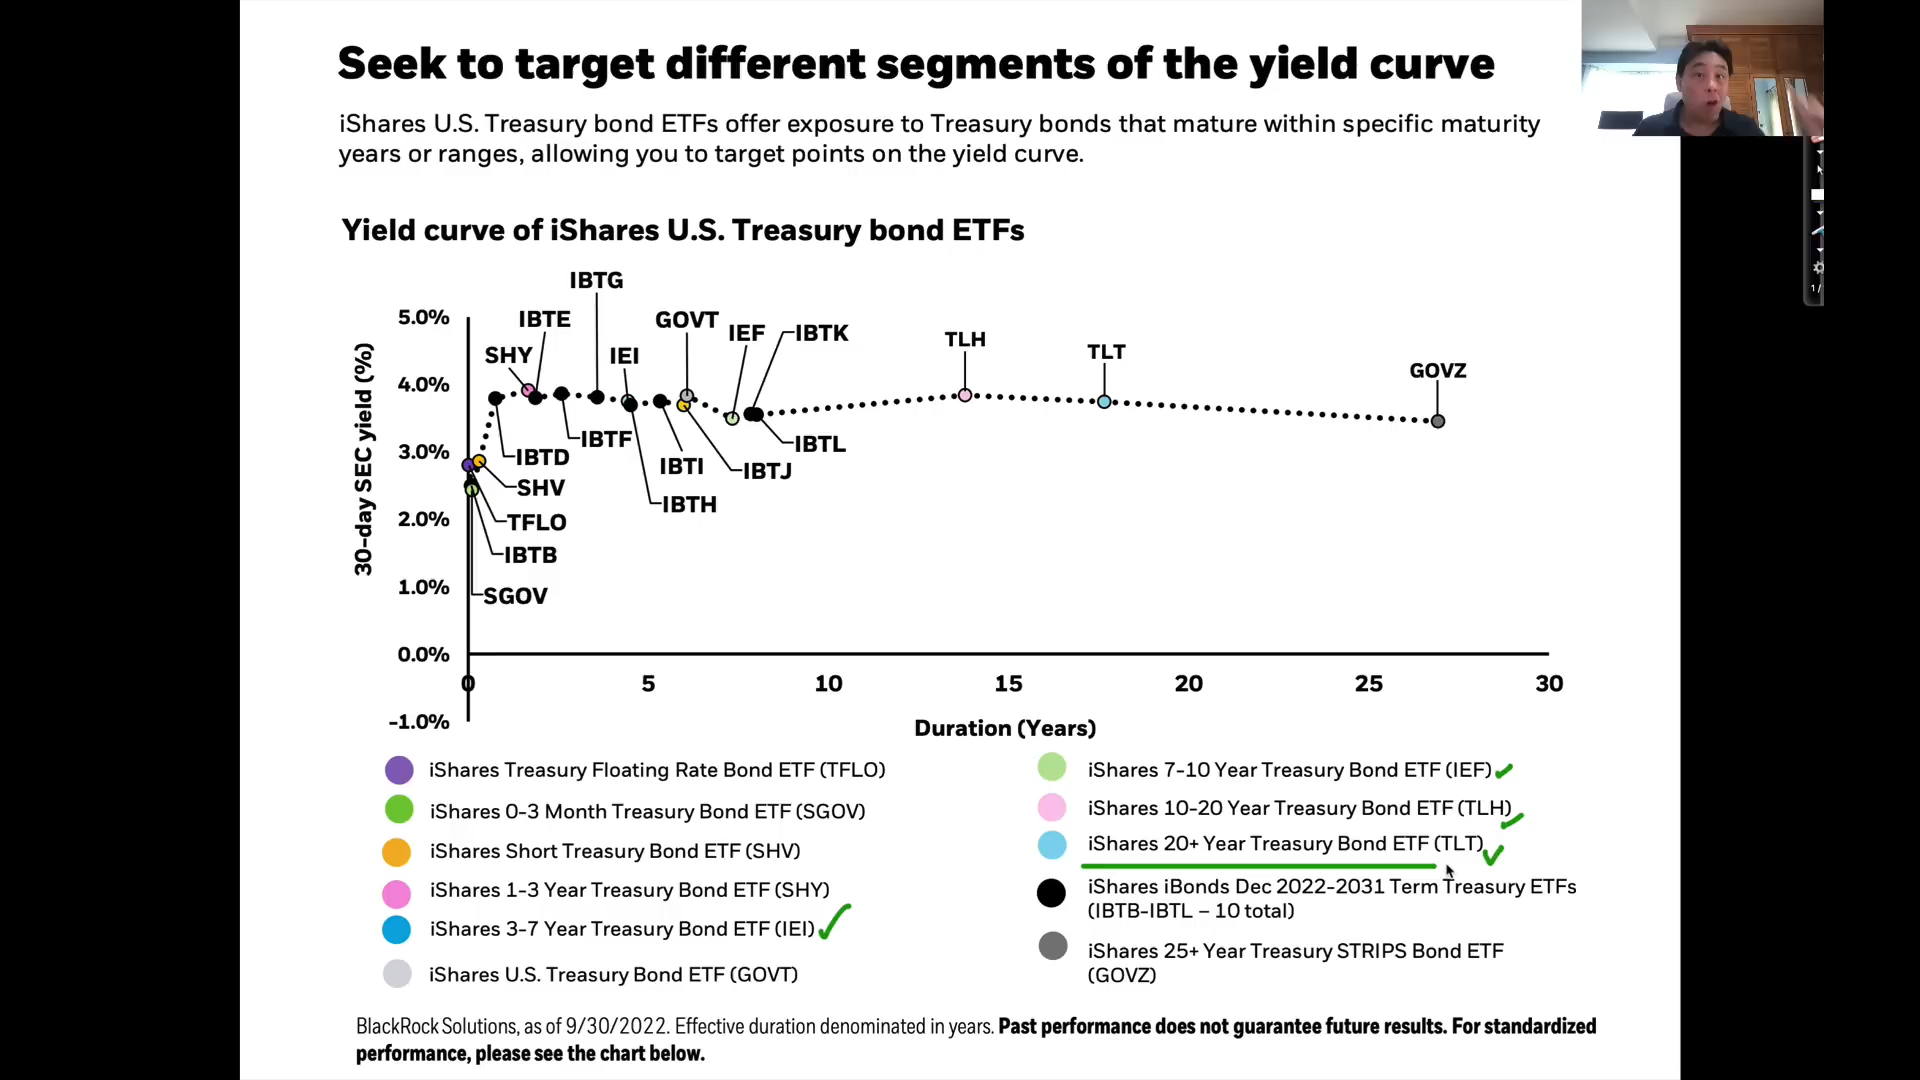 Seek to target different segments of the yield curve
iShares U.S. Treasury bond ETFs offer exposure to Treasury bonds that mature within specific maturity
years or ranges, allowing you to target points on the yield curve.
Yield curve of iShares U.S. Treasury bond ETFs
IBTG
5.0%
IBTE
GOVT
IEF
IBTK
TLH
SHY
IEI
TLT
GOVZ
4.0%
30-day SEC yield (%)
3.0%
IBTD
IBTF
IBTL
IBTI
IBTJ
SHV
IBTH
2.0%
TFLO
IBTB
1.0%
SGOV
0.0%
0
5
10
15
20
25
30
-1.0%
Duration (Years)
iShares Treasury Floating Rate Bond ETF (TFLO)
iShares 0-3 Month Treasury Bond ETF (SGOV)
iShares Short Treasury Bond ETF (SHV)
iShares 1-3 Year Treasury Bond ETF (SHY)
iShares 3-7 Year Treasury Bond ETF (IEI)
iShares U.S. Treasury Bond ETF (GOVT)
iShares 7-10 Year Treasury Bond ETF (IEF)
iShares 10-20 Year Treasury Bond ETF (TLH)
iShares 20+ Year Treasury Bond ETF (TLT)
iShares iBonds Dec 2022-2031 Term Treasury ETFs
(IBTB-IBTL – 10 total)
iShares 25+ Year Treasury STRIPS Bond ETF
(GOVZ)
BlackRock Solutions, as of 9/30/2022. Effective duration denominated in years. Past performance does not guarantee future results. For standardized
performance, please see the chart below.
1/